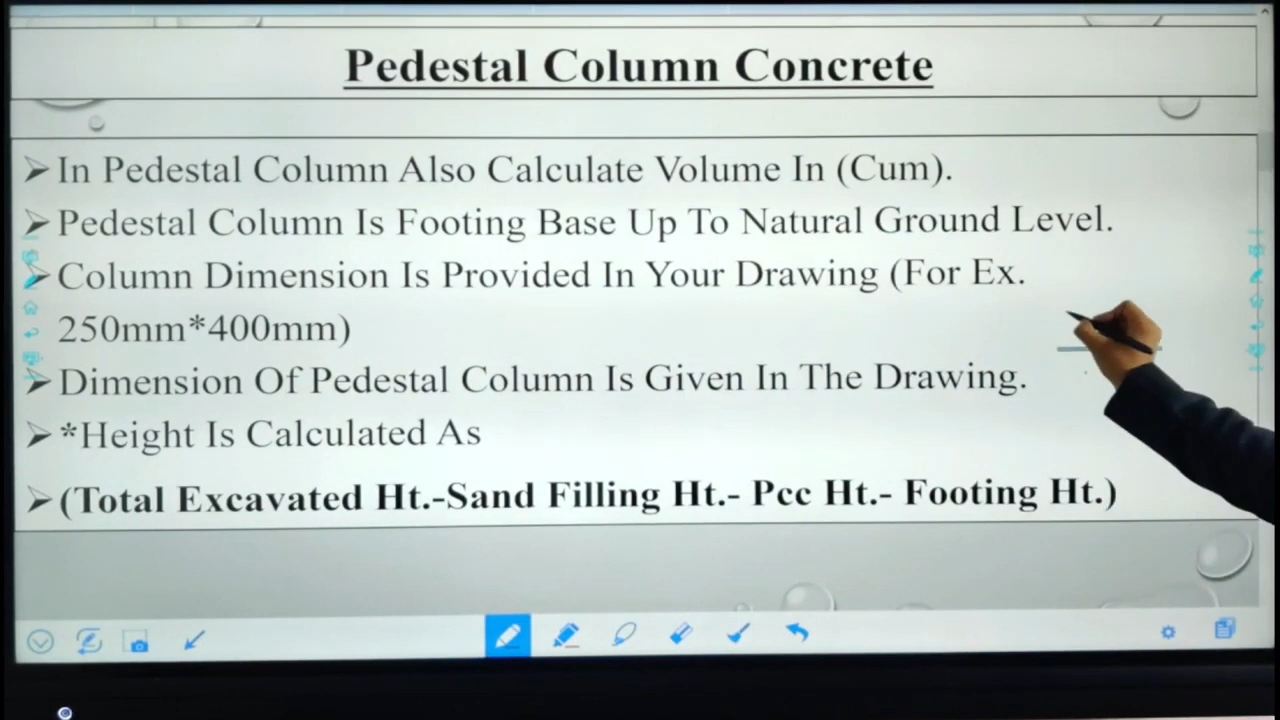 Pedestal Column Concrete
➢In Pedestal Column Also Calculate Volume In (Cum).
➢Pedestal Column Is Footing Base Up To Natural Ground Level.
➢Column Dimension Is Provided In Your Drawing (For Ex.
250mm*400mm)
➢Dimension Of Pedestal Column Is Given In The Drawing.
➢*Height Is Calculated As
➢(Total Excavated Ht.-Sand Filling Ht.- Pcc Ht.- Footing Ht.)